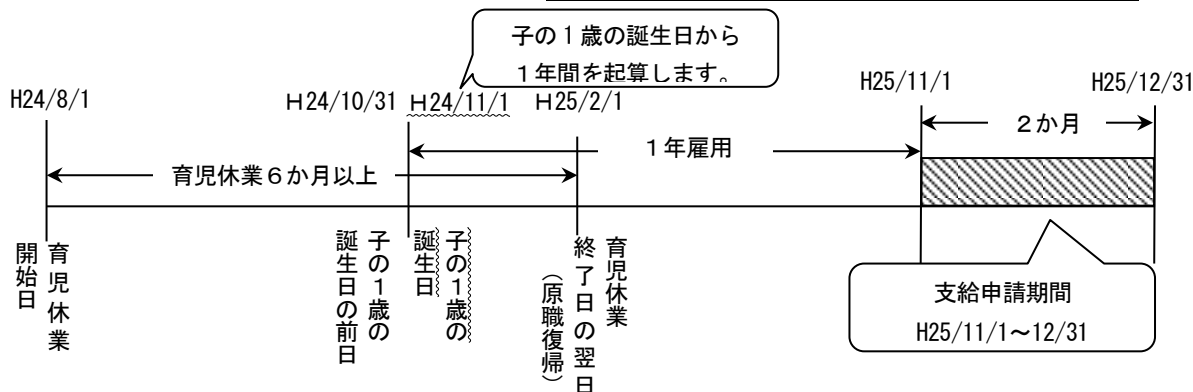 子の１歳の誕生日から
１年間を起算します。
H24/8/1
H24/10/31
H24/11/1
H25/2/1
H25/11/1
H25/12/31
２か月
１年雇用
育児休業６か月以上
育児休業
開始日
子の１歳の
誕生日の前日
子の１歳の
誕生日
育児休業
終了日の翌日
（原職復帰）
支給申請期間
H25/11/1～12/31